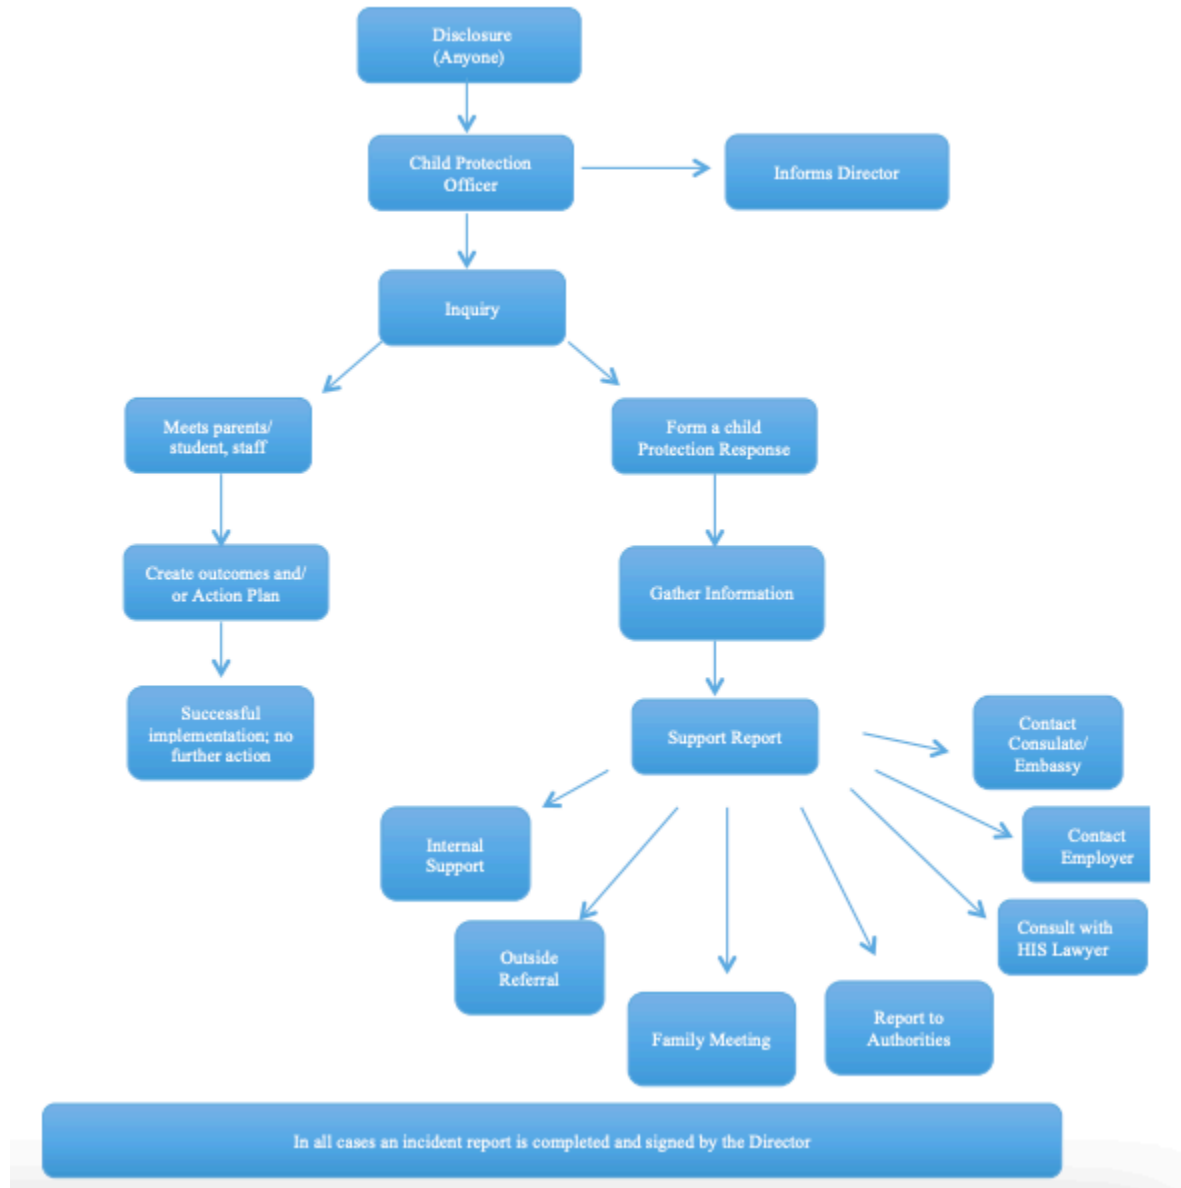 Disclosure
(Anyone)
Child Protection
Officer
Informs Director
Inquiry
Meets parents/
student, staff
Form a child
Protection Response
Create outcomes and/
or Action Plan
Gather Information
Successful
implementation; no
further action
Support Report
Contact
Consulate/
Embassy
Internal
Support
Contact
Employer
Outside
Referral
Consult with
HIS Lawyer
Family Meeting
Report to
Authorities
In all cases an incident report is completed and signed by the Director